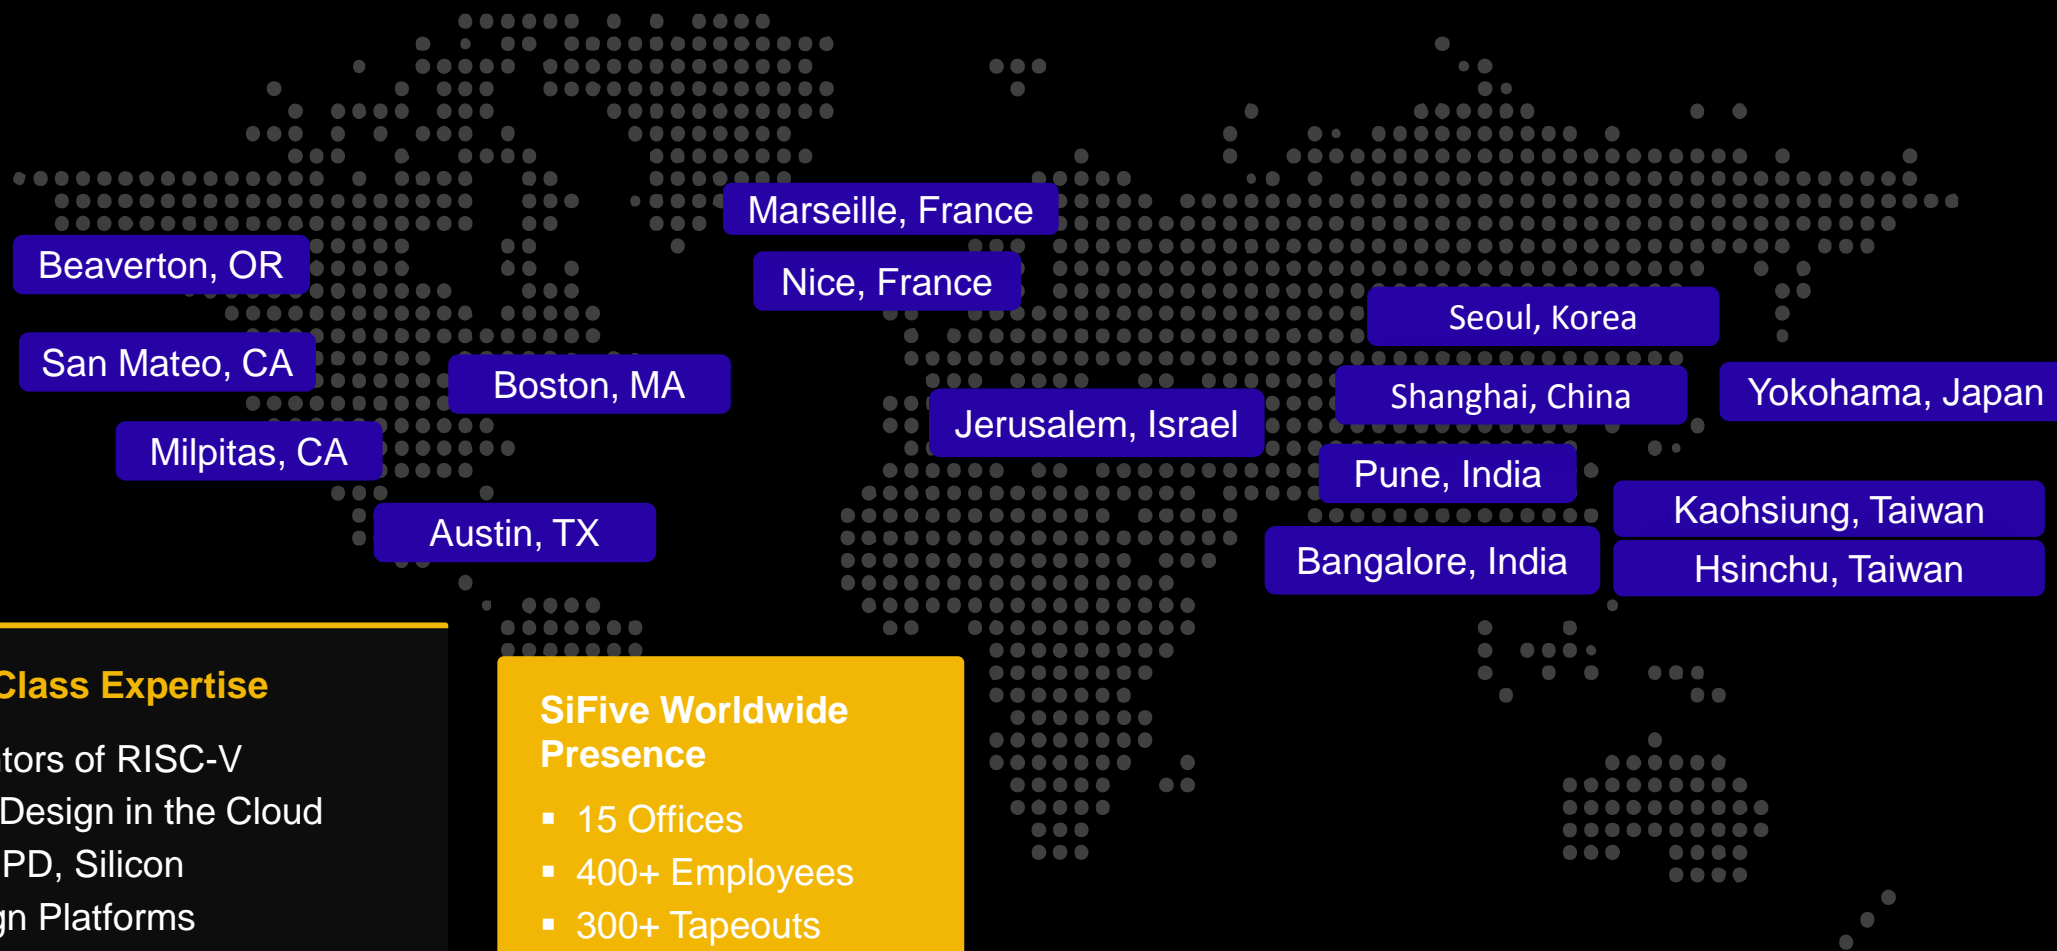 Marseille, France
Beaverton, OR
Nice, France
Seoul, Korea
San Mateo, CA
Boston, MA
Shanghai, China
Yokohama, Japan
Jerusalem, Israel
Milpitas, CA
Pune, India
Kaohsiung, Taiwan
Austin, TX
Bangalore, India
Hsinchu, Taiwan
Class Expertise
tors of RISC-V
Design in the Cloud
PD, Silicon
gn Platforms
SiFive Worldwide
Presence
▪ 15 Offices
▪ 400+ Employees
▪ 300+ Tapeouts